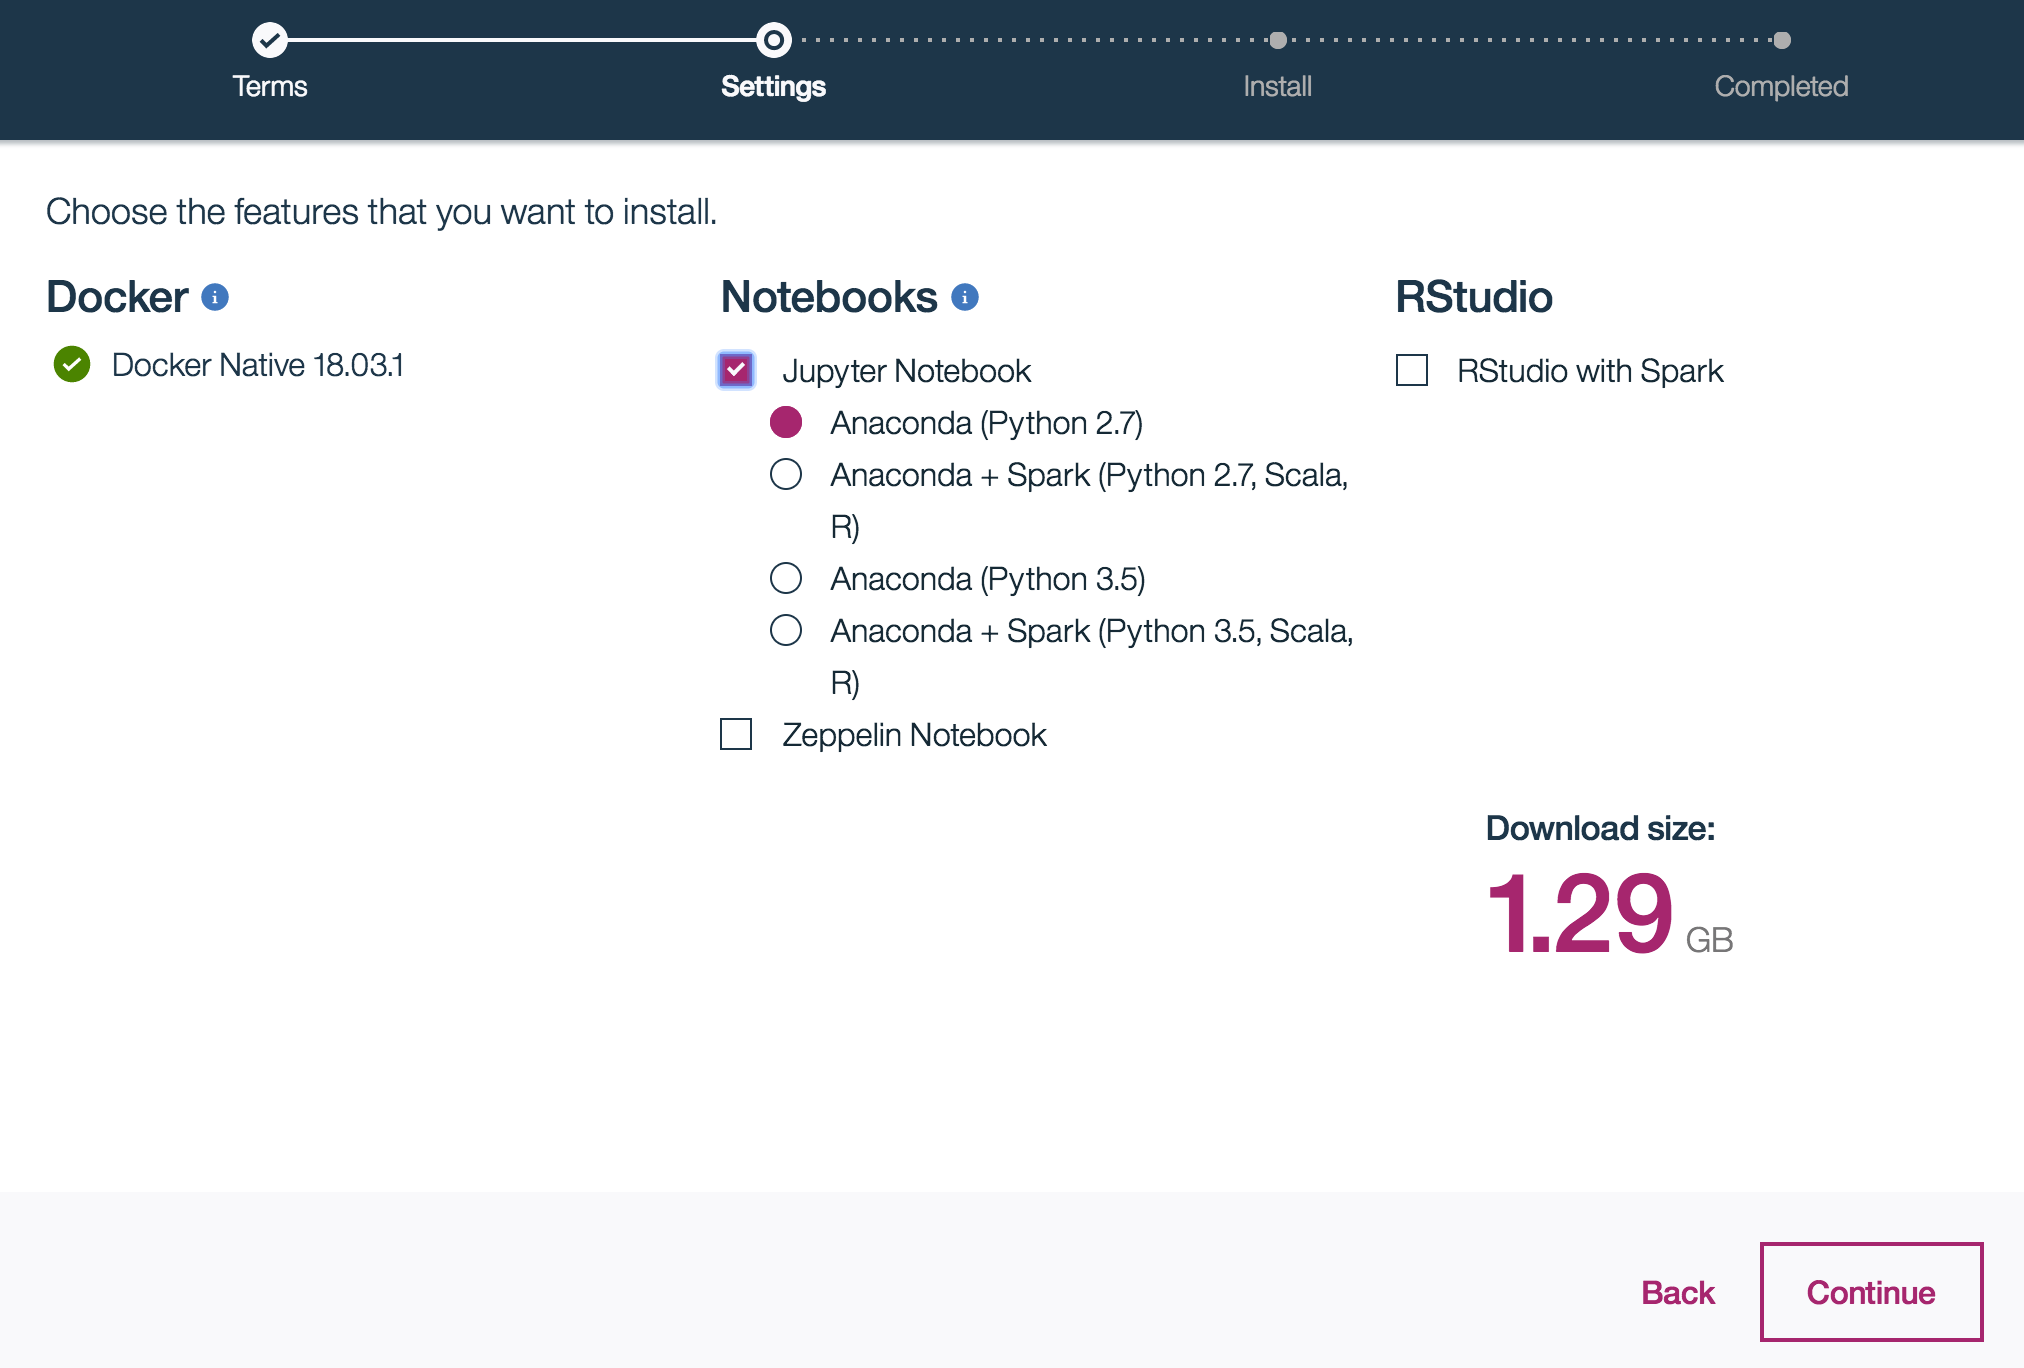 Terms
Settings
Install
Completed
Choose the features that you want to install.
Docker
Docker Native 18.03.1
Notebooks
Jupyter Notebook
Anaconda (Python 2.7)
Anaconda + Spark (Python 2.7, Scala,
R)
Anaconda (Python 3.5)
Anaconda + Spark (Python 3.5, Scala,
R)
Zeppelin Notebook
RStudio
RStudio with Spark
Download size:
1.29 GB
Back
Continue